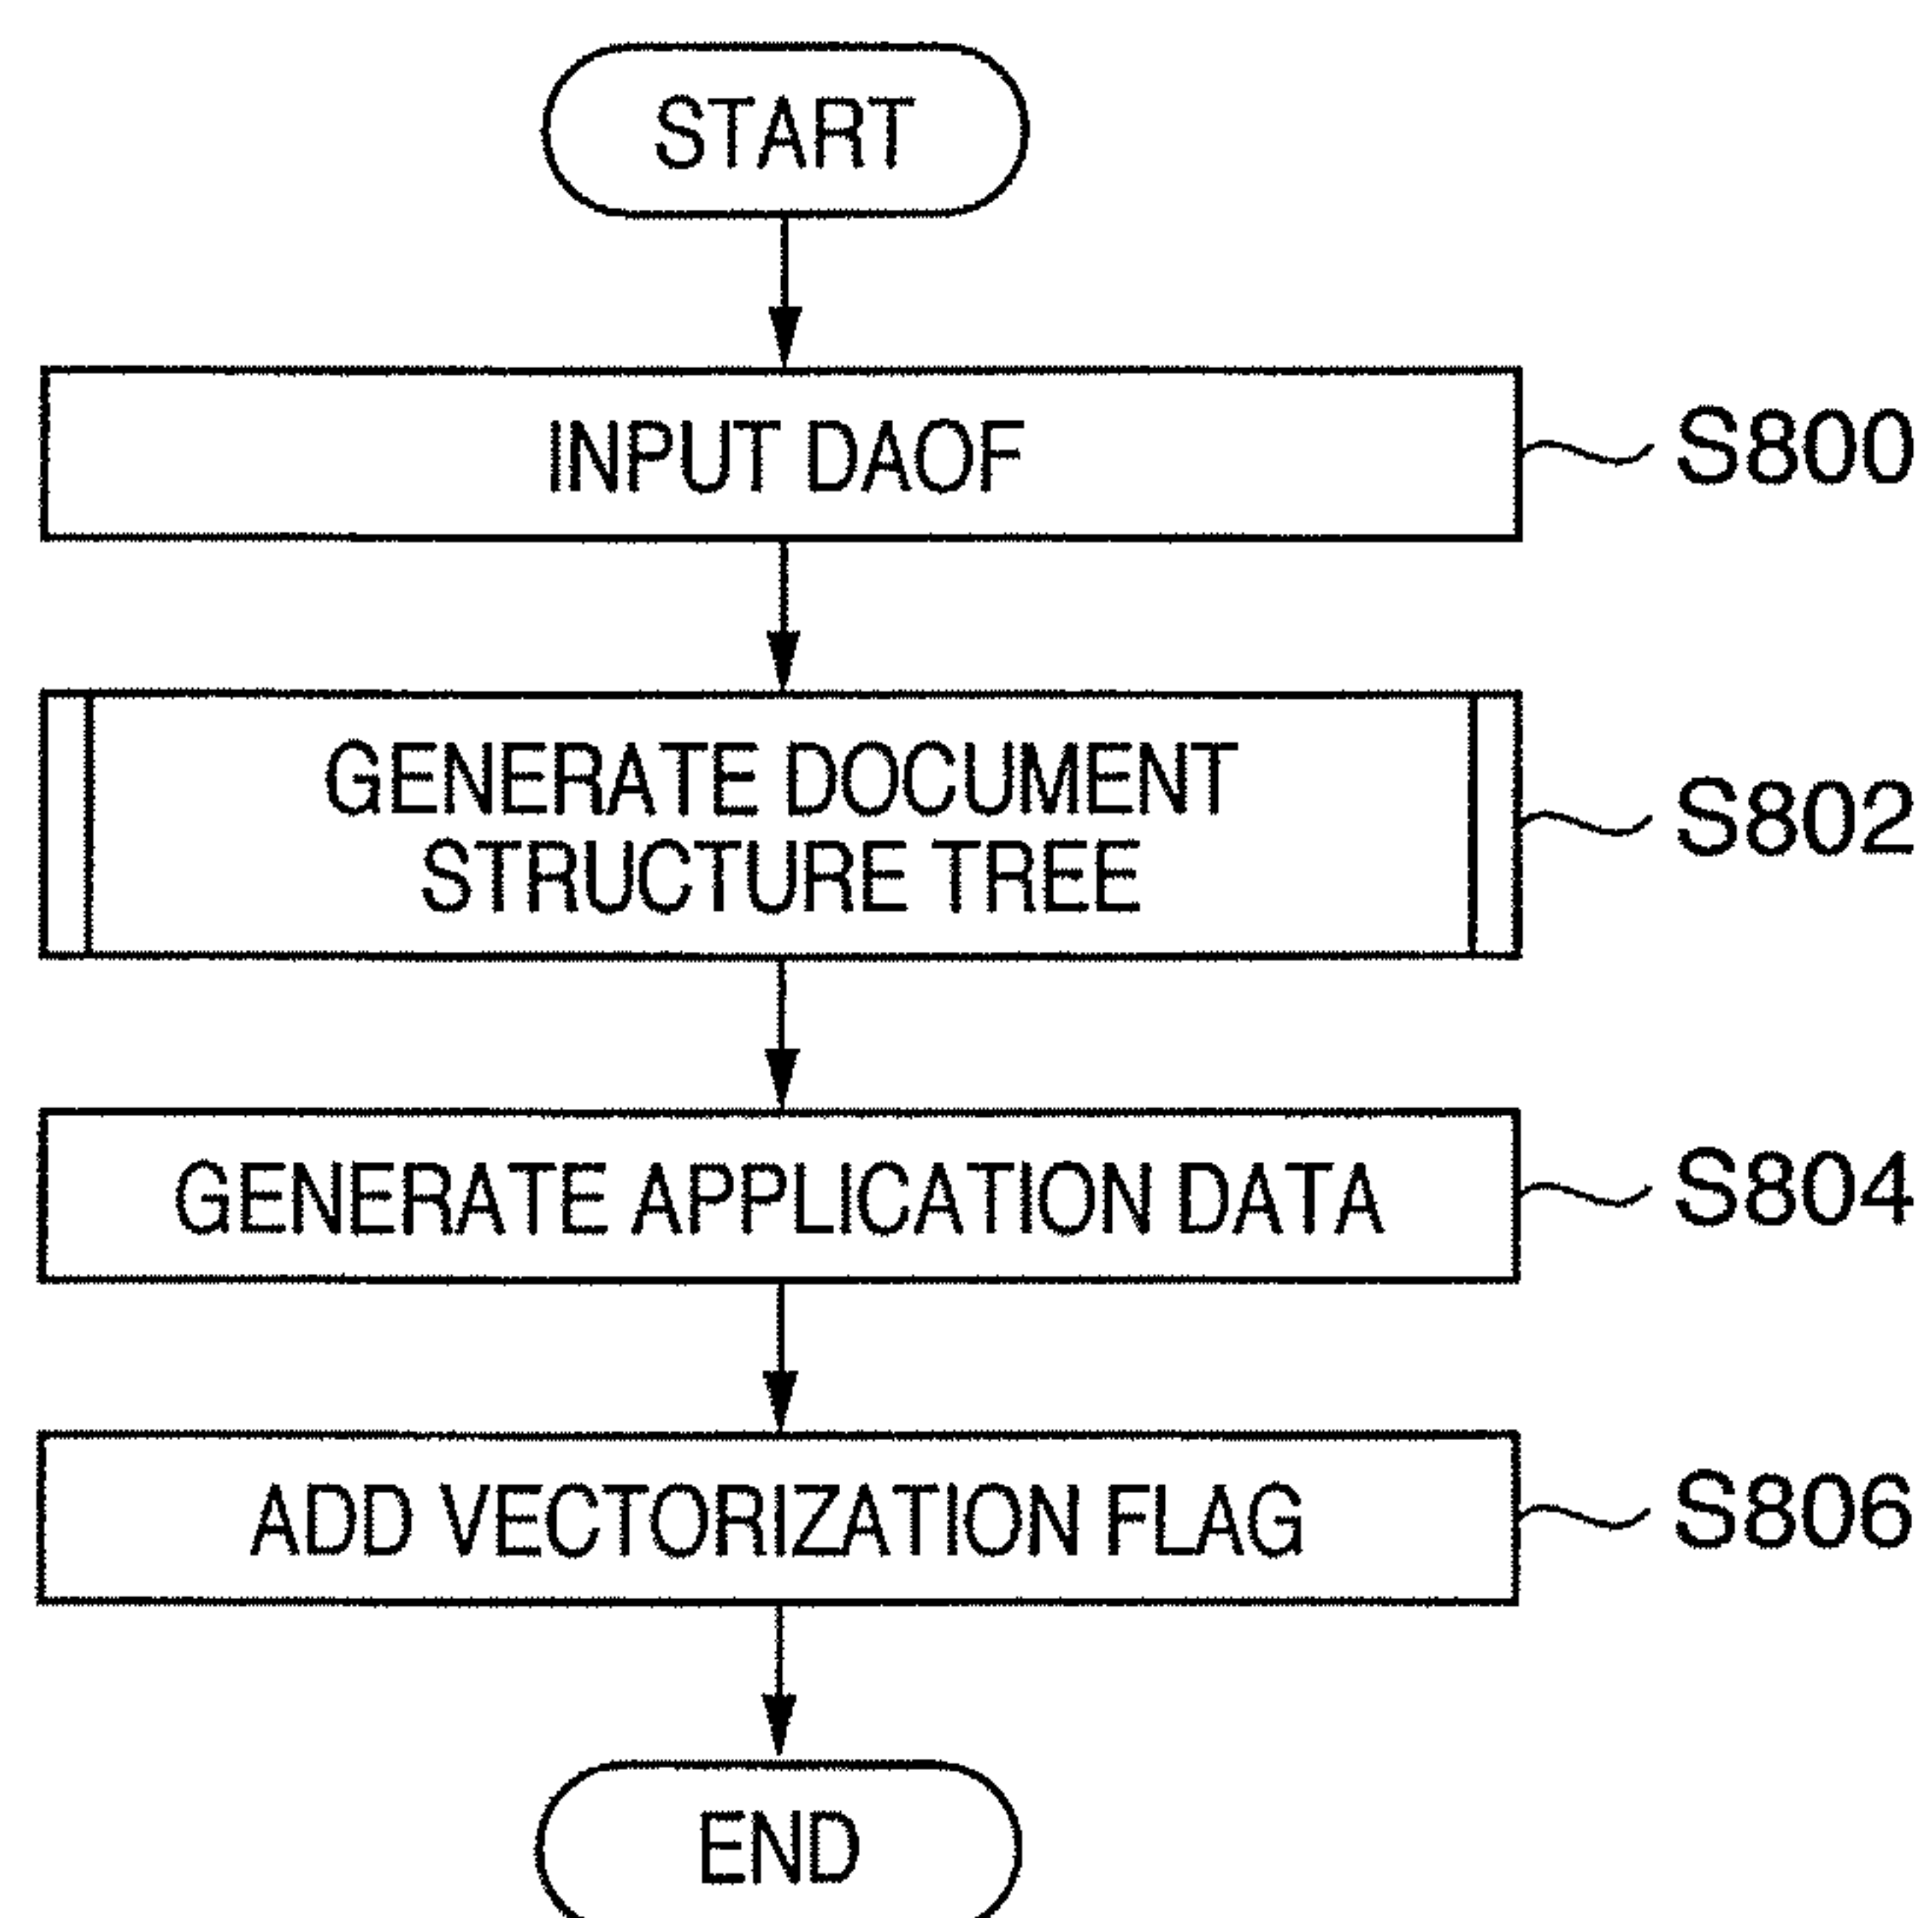 START
INPUT DAOF
S800
GENERATE DOCUMENT
STRUCTURE TREE
S802
GENERATE APPLICATION DATA
S804
ADD VECTORIZATION FLAG
S806
END